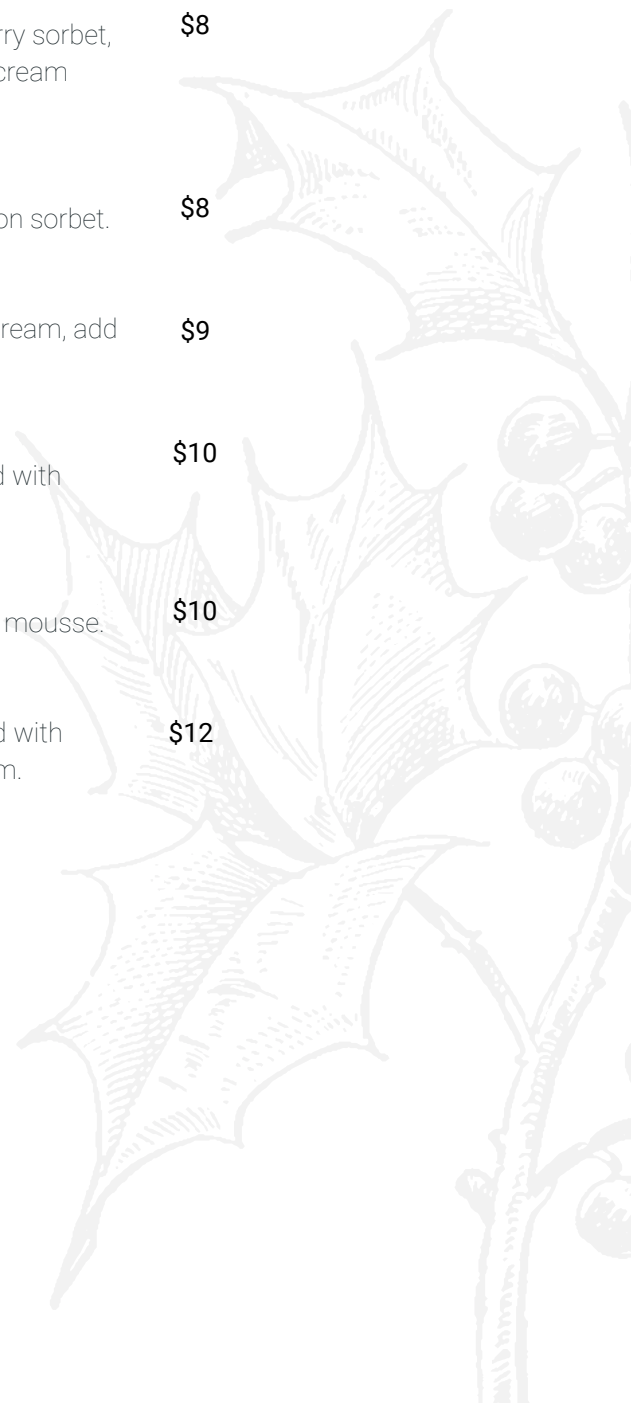 rry sorbet, $8
cream
on sorbet. $8
ream, add $9
$10
d with
mousse. $10
d with $12
m.